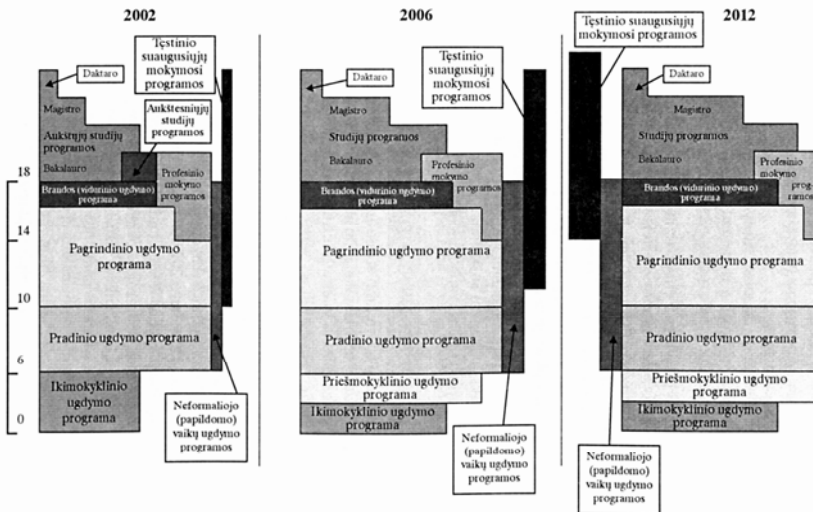 2002
Tęstinio
suaugusiųjų
mokymosi
programos
Daktaro
Magistro
Aukštesniųjų
studijų
programos
Aukštųjų studijų
programos
Bakalauro
Profesinio
mokymo
programos
Brandos (vidurinio ugdymo)
programa
Pagrindinio ugdymo
programa
Pradinio ugdymo programa
Ikimokyklinio
ugdymo
programa
Neformaliojo
(papildomo)
vaikų ugdymo
programos
18
14
10
6
0
2006
Tęstinio
suaugusiųjų
mokymosi
programos
Daktaro
Magistro
Studijų programos
Bakalauro
Profesinio
mokymo
programos
Brandos (vidurinio ugdymo)
programa
Pagrindinio ugdymo
programa
Pradinio ugdymo programa
Priešmokyklinio ugdymo
programa
Ikimokyklinio ugdymo programa
Neformaliojo
(papildomo)
vaikų ugdymo
programos
2012
Tęstinio suaugusiųjų
mokymosi programos
Daktaro
Magistro
Studijų programos
Bakalauro
Profesinio
mokymo
prog-
ramos
Brandos (vidurinio ugdymo)
programa
Pagrindinio ugdymo
programa
Pradinio ugdymo
programa
Priešmokyklinio ugdymo
programa
Ikimokyklinio ugdymo
programa
Neformaliojo
(papildomo)
vaikų ugdymo
programos